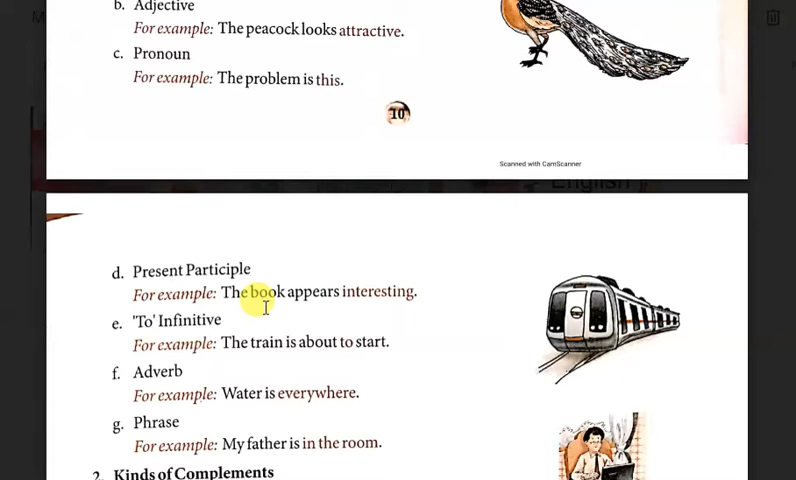 b. Adjective
For example: The peacock looks attractive.
c. Pronoun
For example: The problem is this.
10
Scanned with CamScanner
English
d. Present Participle
For example: The book appears interesting.
e. 'To' Infinitive
For example: The train is about to start.
f. Adverb
For example: Water is everywhere.
g. Phrase
For example: My father is in the room.
2. Kinds of Complements